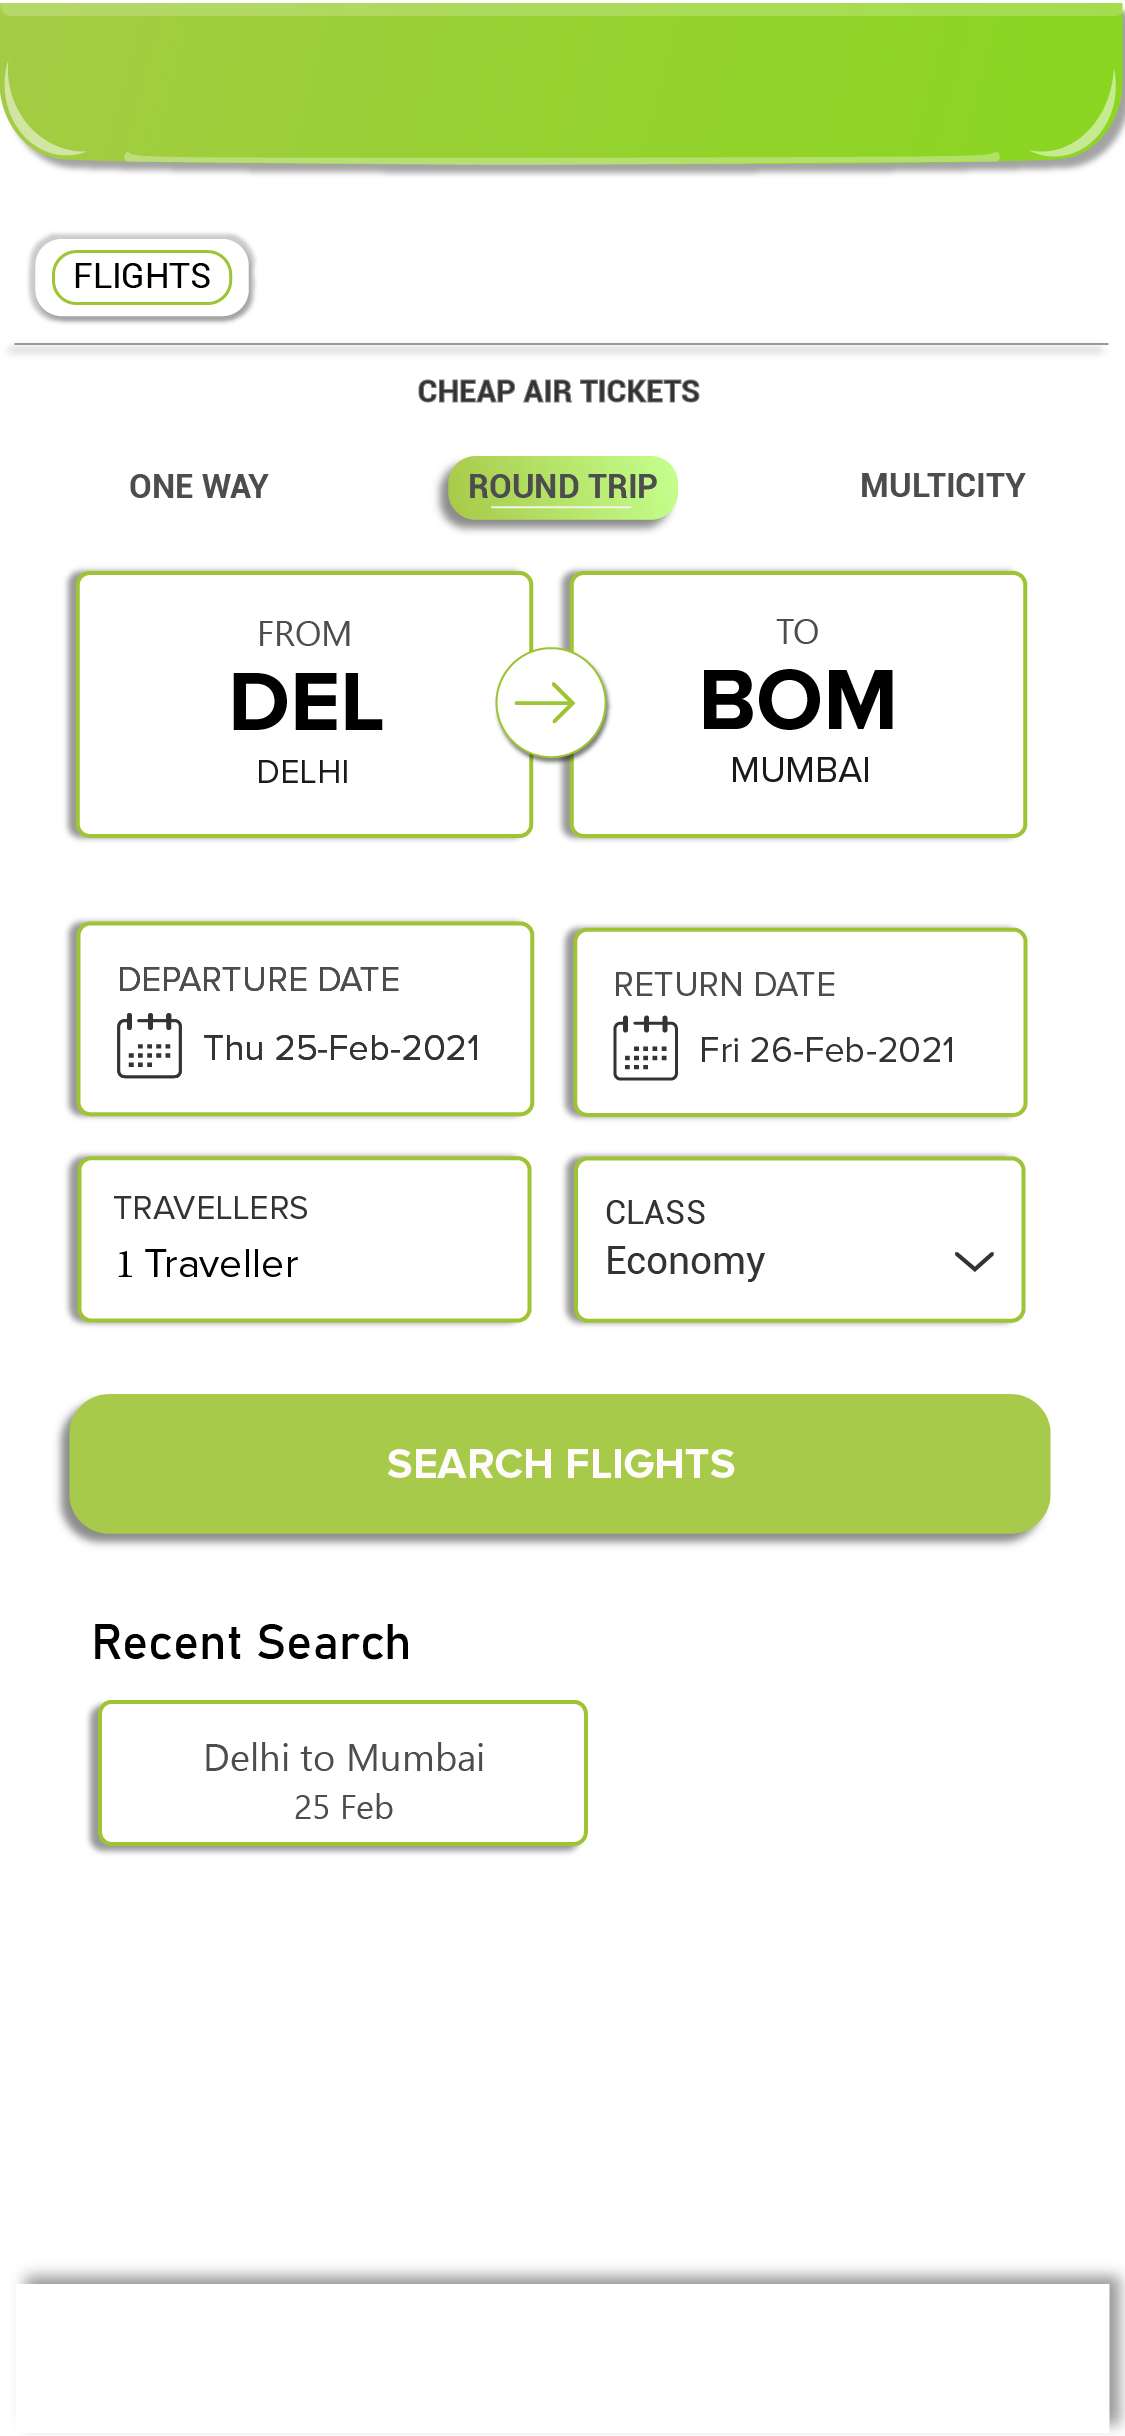 FLIGHTS
CHEAP AIR TICKETS
ONE WAY
ROUND TRIP
MULTICITY
FROM
DEL
DELHI
TO
BOM
MUMBAI
DEPARTURE DATE
Thu 25-Feb-2021
RETURN DATE
Fri 26-Feb-2021
TRAVELLERS
1 Traveller
CLASS
Economy
SEARCH FLIGHTS
Recent Search
Delhi to Mumbai
25 Feb